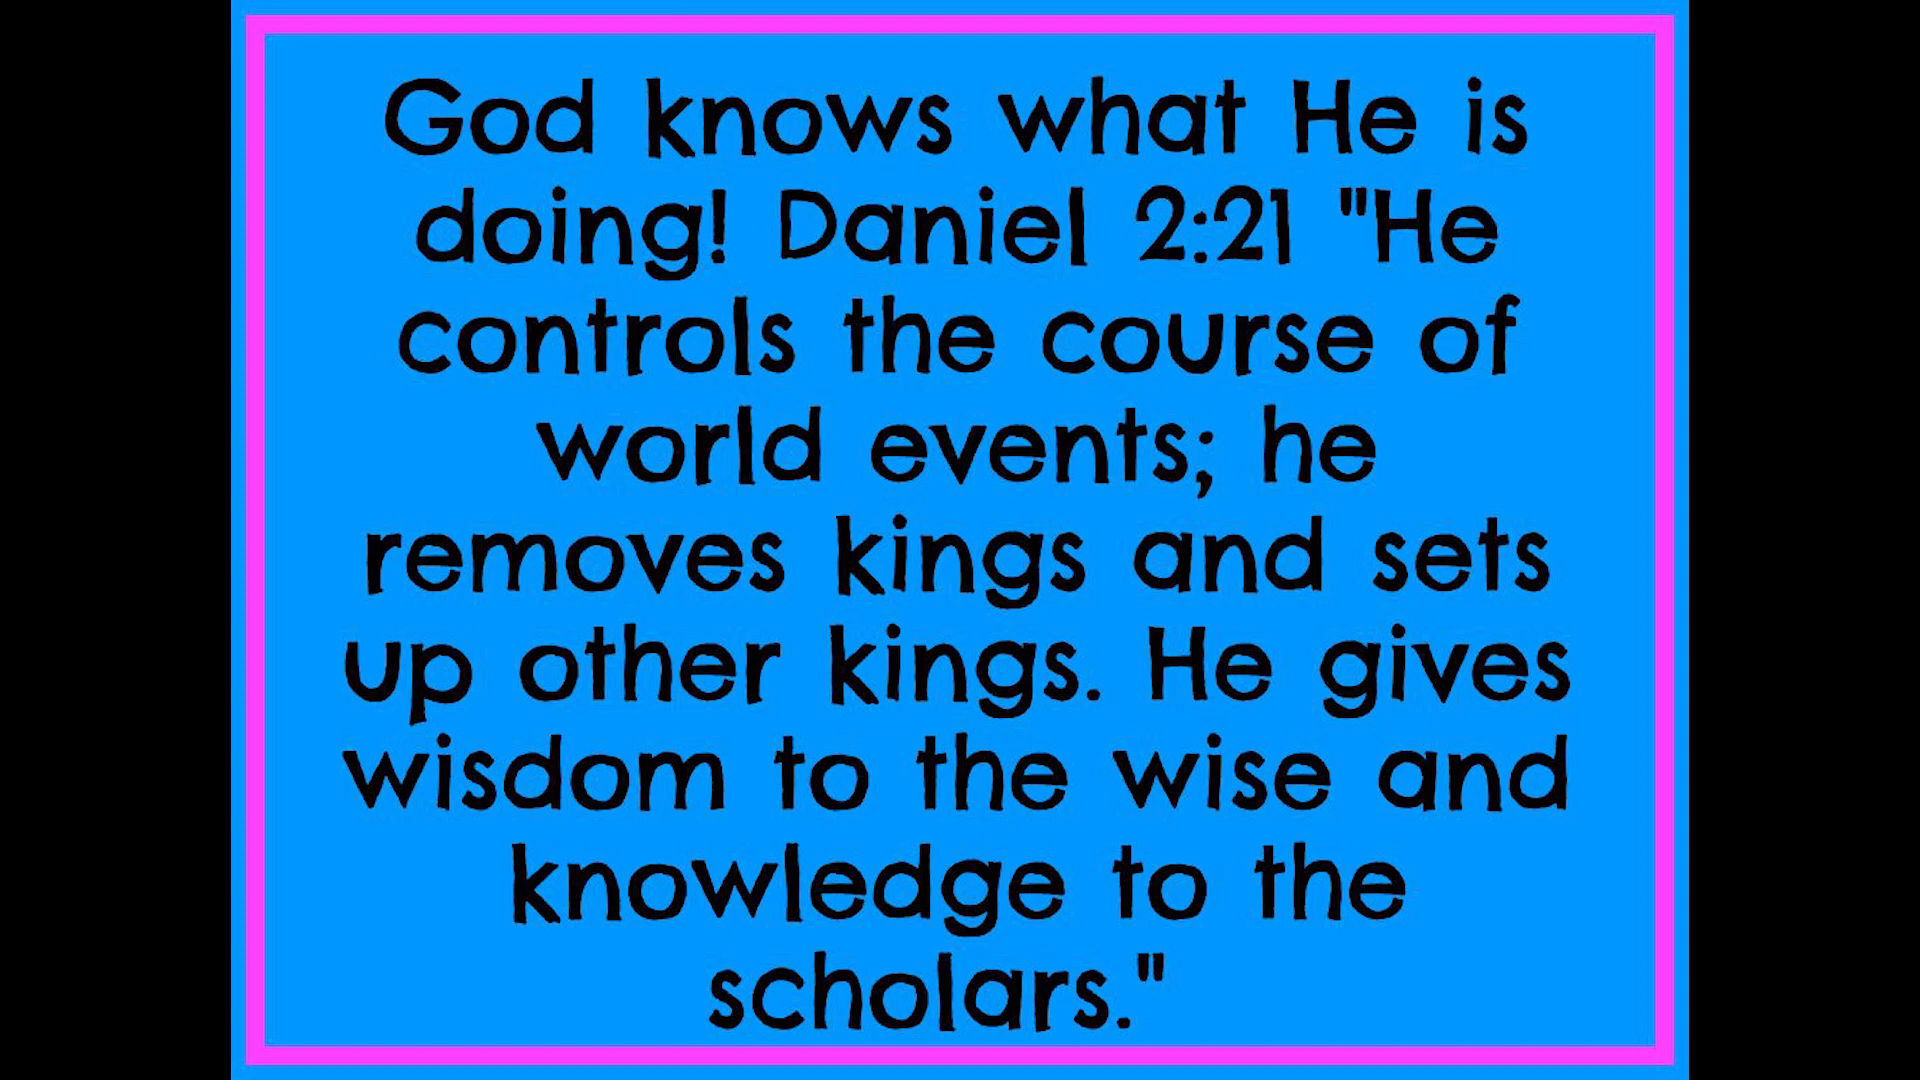 God knows what He is
doing! Daniel 2:21 "He
controls the course of
world events; he
removes kings and sets
up other kings. He gives
wisdom to the wise and
knowledge to the
scholars."